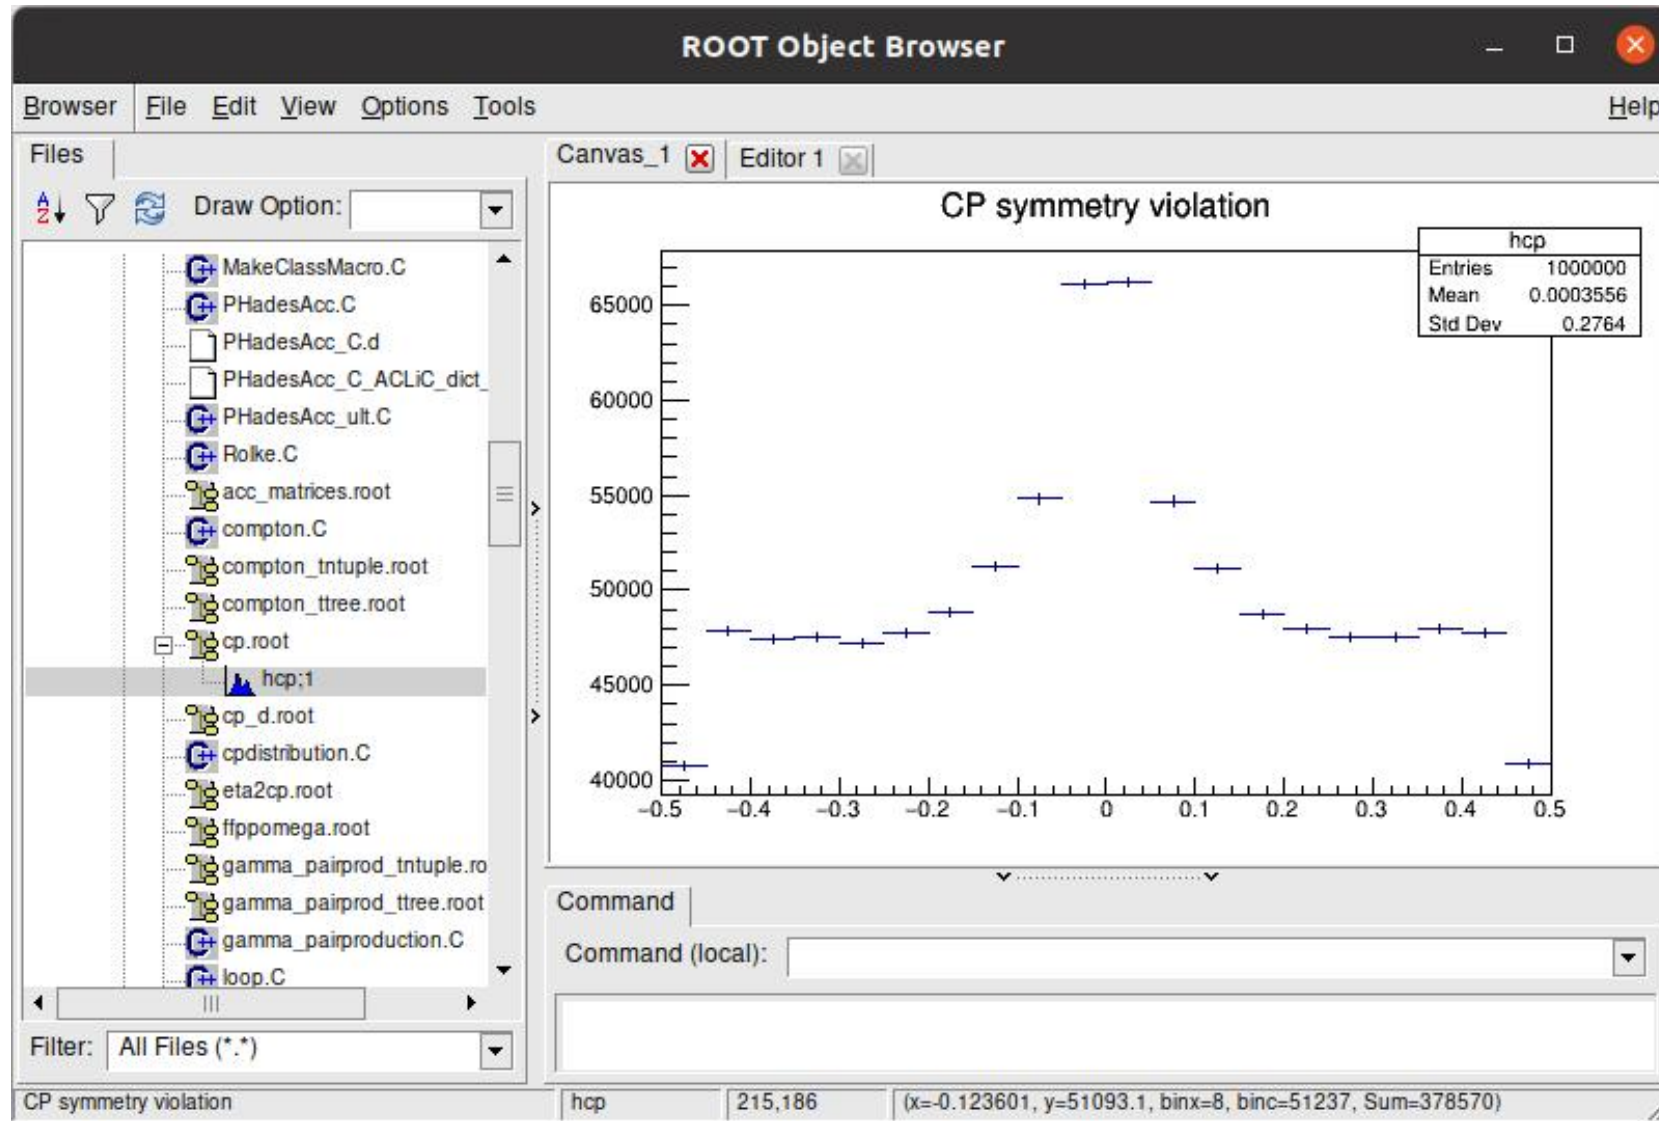 ROOT Object Browser
Browser File Edit View Options Tools Help
Files
Draw Option:
MakeClassMacro.C
PHadesAcc.C
PHadesAcc_C.d
PHadesAcc_C_ACLiC_dict_
PHadesAcc_ult.C
Rolke.C
acc_matrices.root
compton.C
compton_tntuple.root
compton_ttree.root
cp.root
hcp;1
cp_d.root
cpdistribution.C
eta2cp.root
ffppomega.root
gamma_pairprod_tntuple.ro
gamma_pairprod_ttree.root
gamma_pairproduction.C
loop.C
Filter: All Files (*.*)
Canvas_1 Editor 1
CP symmetry violation
hcp
Entries 1000000
Mean 0.0003556
Std Dev 0.2764
65000
60000
55000
50000
45000
40000
−0.5 −0.4 −0.3 −0.2 −0.1 0 0.1 0.2 0.3 0.4 0.5
Command
Command (local):
CP symmetry violation hcp 215,186 (x=-0.123601, y=51093.1, binx=8, binc=51237, Sum=378570)